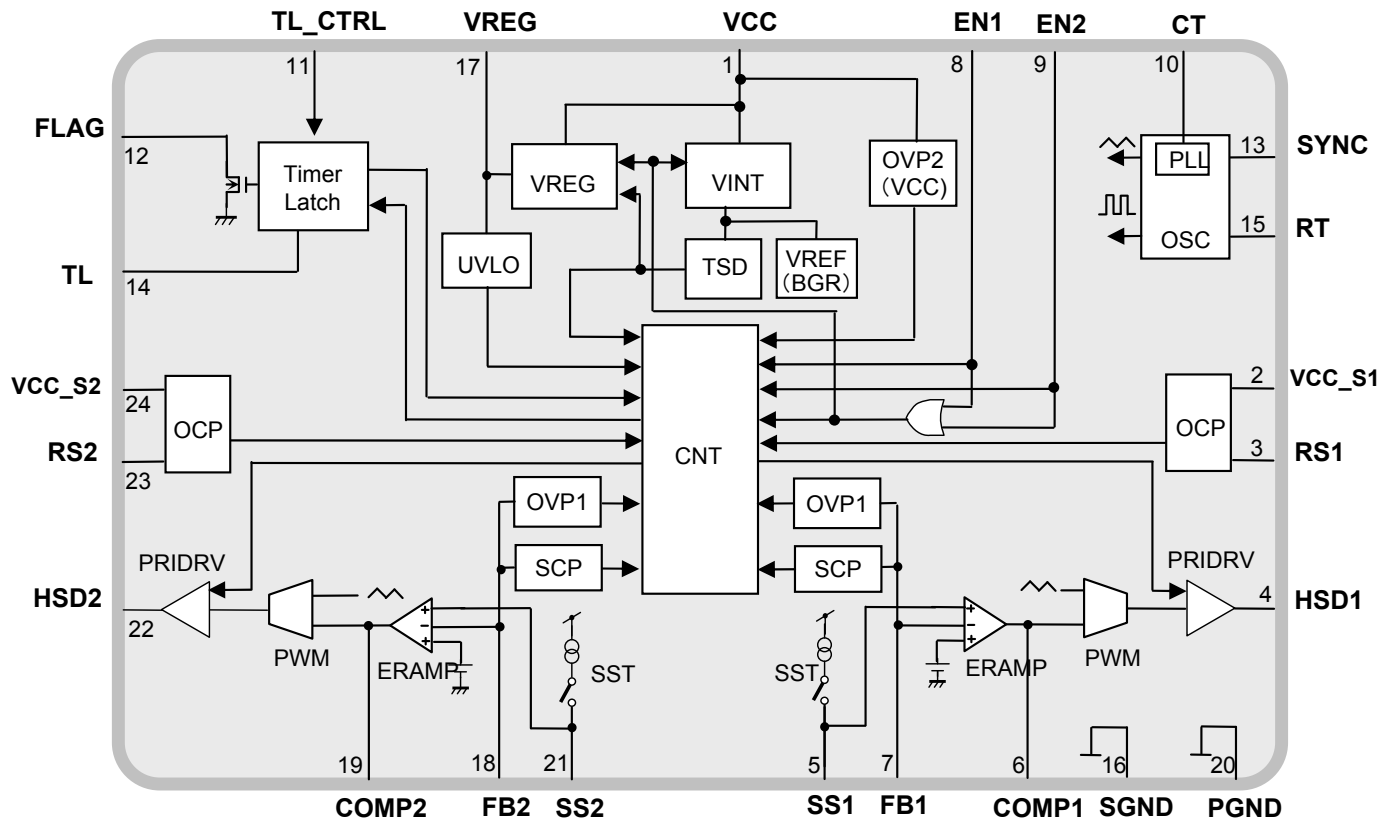 TL_CTRL VREG VCC EN1 EN2 CT
11 17 1 8 9 10
FLAG
12
Timer
Latch
VREG
VINT
OVP2
(VCC)
PLL
OSC
13
SYNC
15
RT
TL
14
UVLO
TSD
VREF
(BGR)
VCC_S2
24
OCP
RS2
23
CNT
2
VCC_S1
OCP
3
RS1
OVP1
OVP1
SCP
SCP
PRIDRV
HSD2
22
PWM
ERAMP
SST
SST
ERAMP
PWM
PRIDRV
4
HSD1
19 18 21 5 7 6 16 20
COMP2 FB2 SS2 SS1 FB1 COMP1 SGND PGND